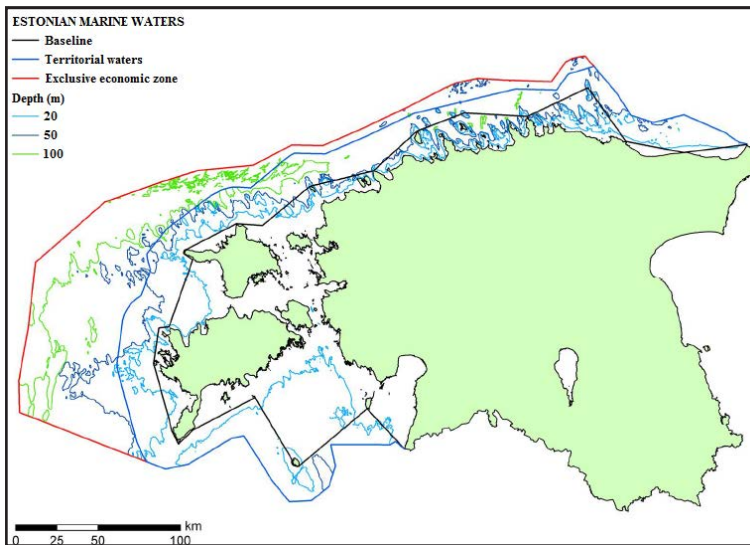 ESTONIAN MARINE WATERS
Baseline
Territorial waters
Exclusive economic zone
Depth (m)
20
50
100
km
0 25 50 100